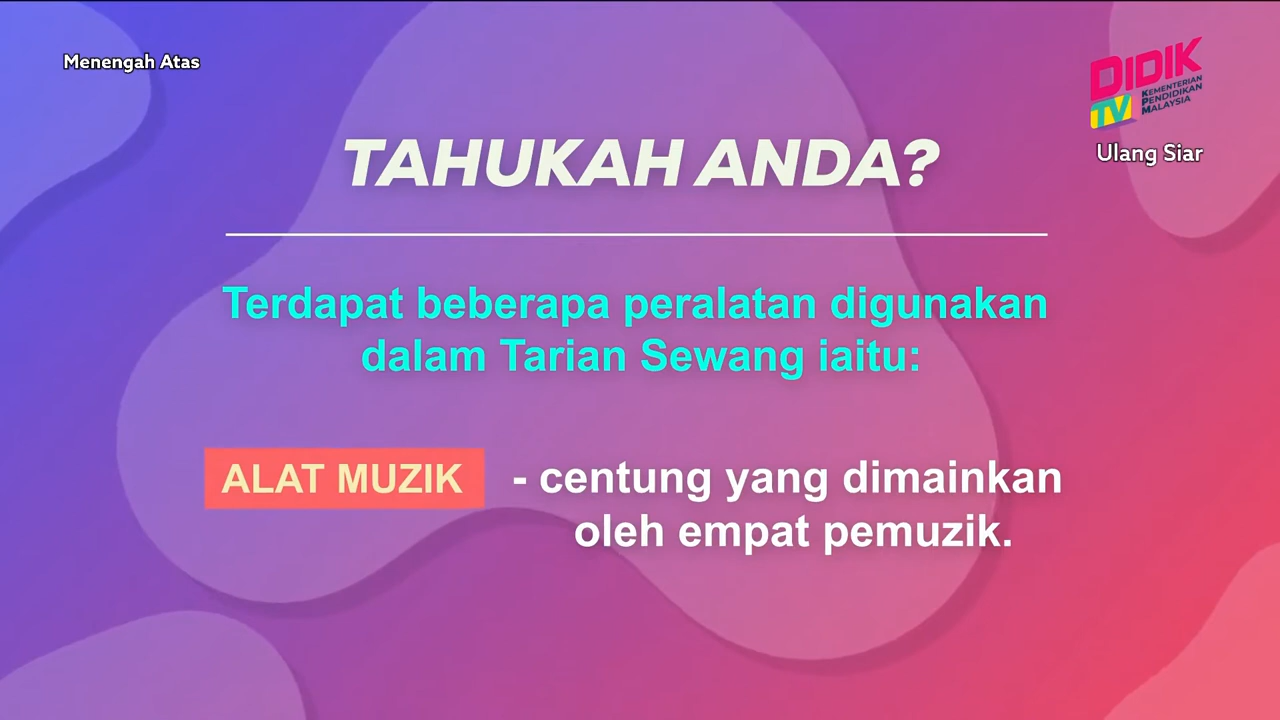 Menengah Atas
DIDIK
TV
KEMENTERIAN
PENDIDIKAN
MALAYSIA
Ulang Siar
TAHUKAH ANDA?
Terdapat beberapa peralatan digunakan
dalam Tarian Sewang iaitu:
ALAT MUZIK - centung yang dimainkan
oleh empat pemuzik.